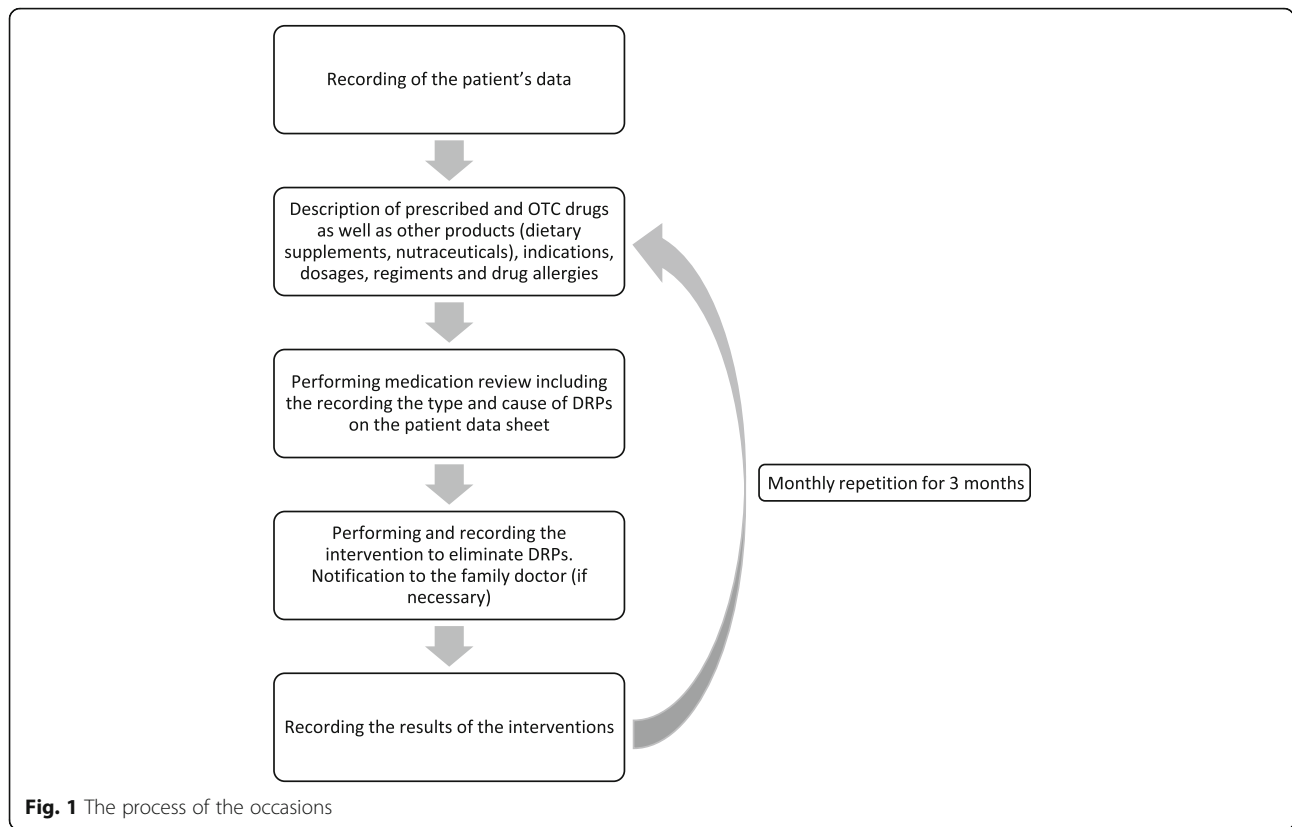 Recording of the patient's data
Description of prescribed and OTC drugs
as well as other products (dietary
supplements, nutraceuticals), indications,
dosages, regiments and drug allergies
Performing medication review including
the recording the type and cause of DRPs
on the patient data sheet
Monthly repetition for 3 months
Performing and recording the
intervention to eliminate DRPs.
Notification to the family doctor (if
necessary)
Recording the results of the interventions
Fig. 1 The process of the occasions